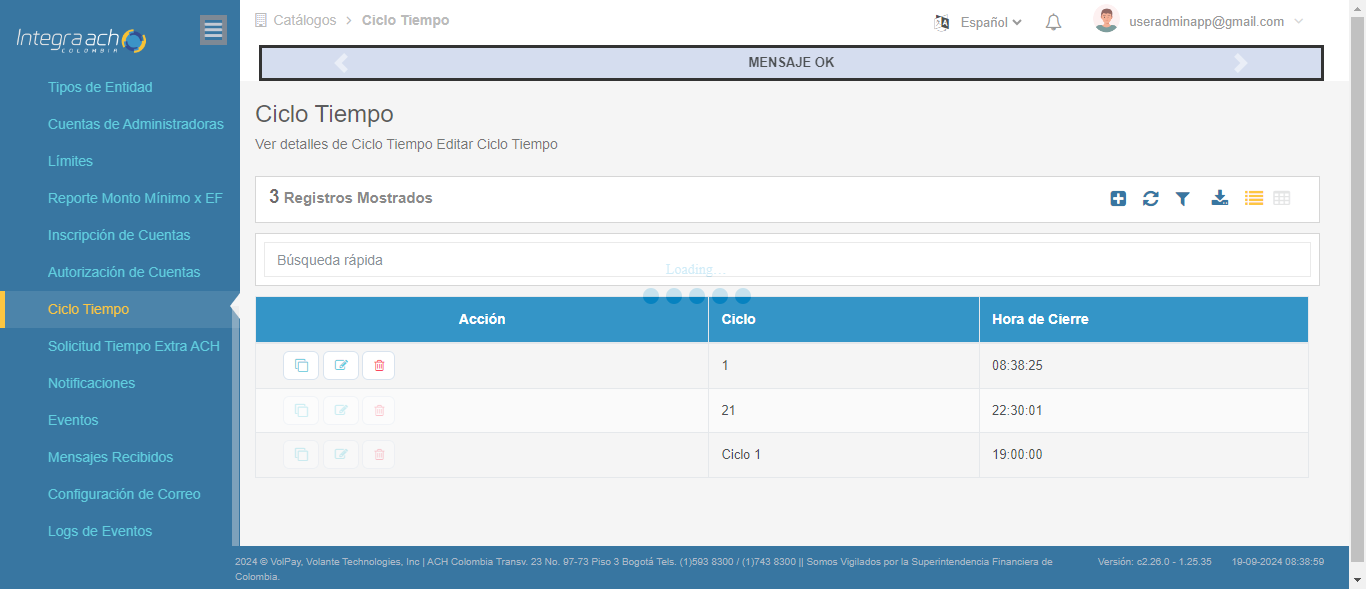 Integra ach
COLOMBIA
Catálogos > Ciclo Tiempo
Español
useradminapp@gmail.com
MENSAJE OK
Tipos de Entidad
Cuentas de Administradoras
Límites
Reporte Monto Mínimo x EF
Inscripción de Cuentas
Autorización de Cuentas
Ciclo Tiempo
Solicitud Tiempo Extra ACH
Notificaciones
Eventos
Mensajes Recibidos
Configuración de Correo
Logs de Eventos
Ciclo Tiempo
Ver detalles de Ciclo Tiempo Editar Ciclo Tiempo
3 Registros Mostrados
Búsqueda rápida
Loading...
Acción Ciclo Hora de Cierre
1 08:38:25
21 22:30:01
Ciclo 1 19:00:00
2024 © VolPay, Volante Technologies, Inc | ACH Colombia Transv. 23 No. 97-73 Piso 3 Bogotá Tels. (1)593 8300 / (1)743 8300 || Somos Vigilados por la Superintendencia Financiera de
Colombia.
Versión: c2.26.0 - 1.25.35 19-09-2024 08:38:59